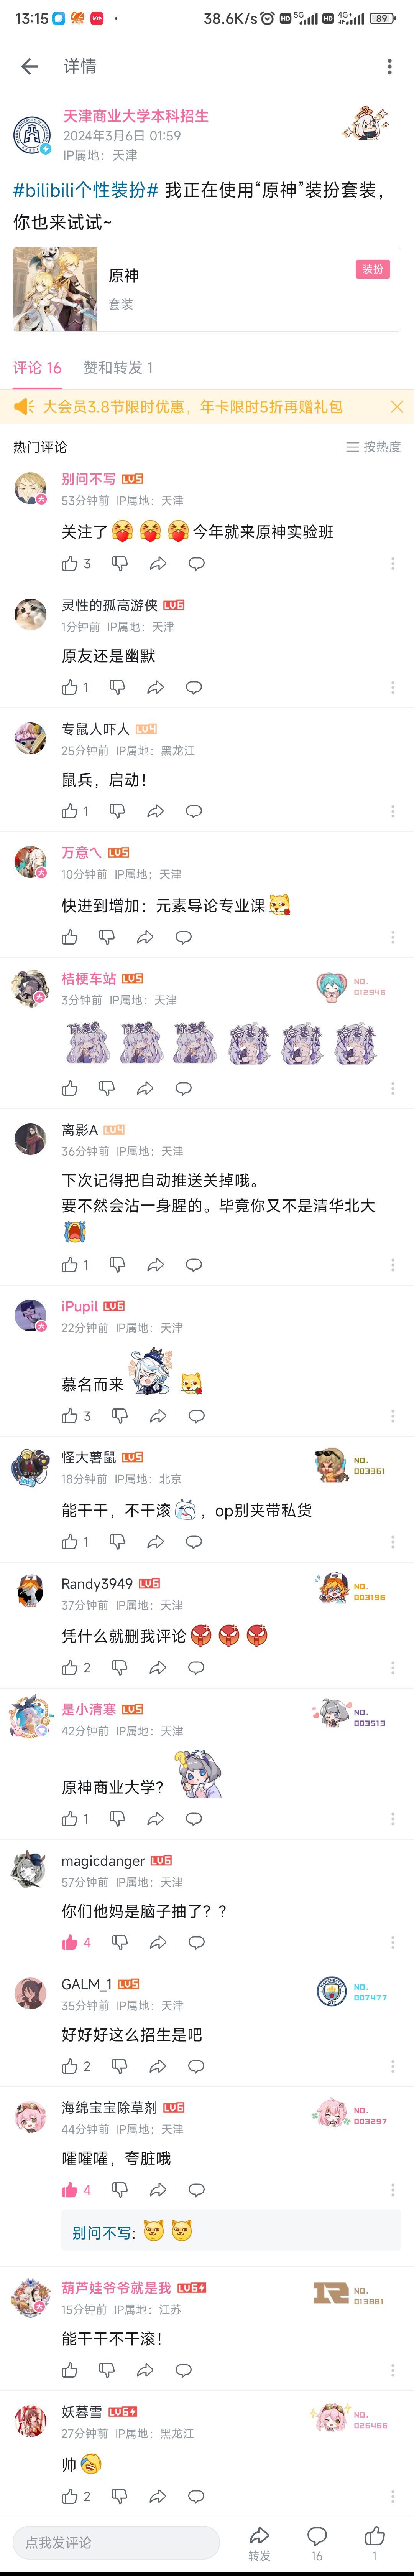 13:15
38.6K/s HD 5G HD 4G+ 89
详情
天津商业大学本科招生
2024年3月6日 01:59
IP属地：天津
#bilibili个性装扮# 我正在使用“原神”装扮套装，
你也来试试~
原神
装扮
套装
评论 16 赞和转发 1
大会员3.8节限时优惠，年卡限时5折再赠礼包
热门评论 按热度
别问不写 LV5
53分钟前 IP属地：天津
关注了 今年就来原神实验班
3
灵性的孤高游侠 LV6
1分钟前 IP属地：天津
原友还是幽默
1
专鼠人吓人 LV4
25分钟前 IP属地：黑龙江
鼠兵，启动！
1
万意乀 LV5
10分钟前 IP属地：天津
快进到增加：元素导论专业课
桔梗车站 LV5
NO.
012846
3分钟前 IP属地：天津
离影A LV4
36分钟前 IP属地：天津
下次记得把自动推送关掉哦。
要不然会沾一身腥的。毕竟你又不是清华北大
1
iPupil LV6
22分钟前 IP属地：天津
慕名而来
3
怪大薯鼠 LV5
NO.
003361
18分钟前 IP属地：北京
能干干，不干滚 ，op别夹带私货
1
Randy3949 LV6
NO.
003196
37分钟前 IP属地：天津
凭什么就删我评论
2
是小清寒 LV5
NO.
003513
42分钟前 IP属地：天津
原神商业大学？
1
magicdanger LV6
57分钟前 IP属地：天津
你们他妈是脑子抽了？？
4
GALM_1 LV5
NO.
007477
35分钟前 IP属地：天津
好好好这么招生是吧
2
海绵宝宝除草剂 LV6
NO.
003297
44分钟前 IP属地：天津
嚯嚯嚯，夸脏哦
4
别问不写：
葫芦娃爷爷就是我 LV6
NO.
013881
15分钟前 IP属地：江苏
能干干不干滚！
妖暮雪 LV6
NO.
026466
27分钟前 IP属地：黑龙江
帅
2
点我发评论
转发 16 1